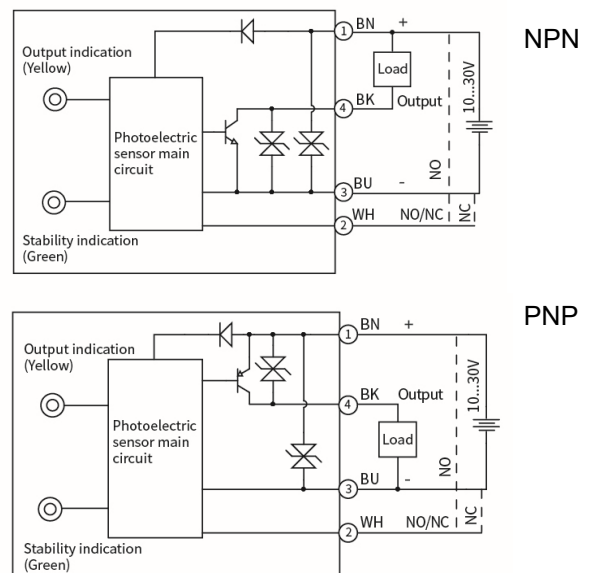 NPN
Output indication
(Yellow)
Photoelectric
sensor main
circuit
Stability indication
(Green)
1 BN +
Load
4 BK Output
10...30V
3 BU -
NO
2 WH NO/NC
NC
PNP
Output indication
(Yellow)
Photoelectric
sensor main
circuit
Stability indication
(Green)
1 BN +
10...30V
4 BK Output
Load
3 BU -
NO
2 WH NO/NC
NC